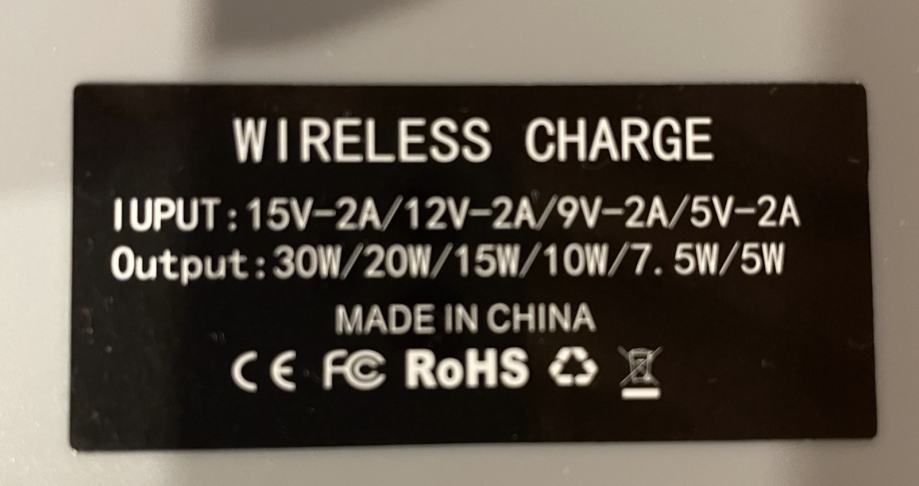 WIRELESS CHARGE
IUPUT:15V-2A/12V-2A/9V-2A/5V-2A
Output:30W/20W/15W/10W/7.5W/5W
MADE IN CHINA
CE FC RoHS